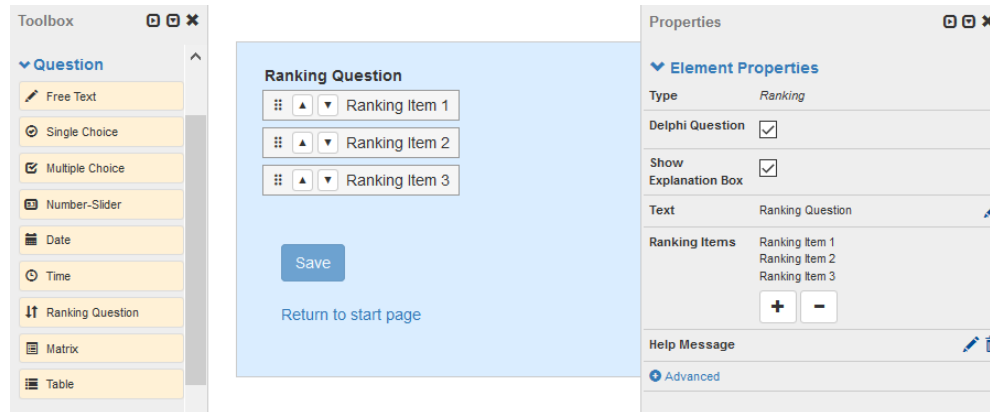 Toolbox
Question
Free Text
Single Choice
Multiple Choice
Number-Slider
Date
Time
Ranking Question
Matrix
Table
Ranking Question
Ranking Item 1
Ranking Item 2
Ranking Item 3
Save
Return to start page
Properties
Element Properties
Type Ranking
Delphi Question
Show
Explanation Box
Text Ranking Question
Ranking Items Ranking Item 1
Ranking Item 2
Ranking Item 3
Help Message
Advanced